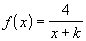 f(x) = 4/(x + k)